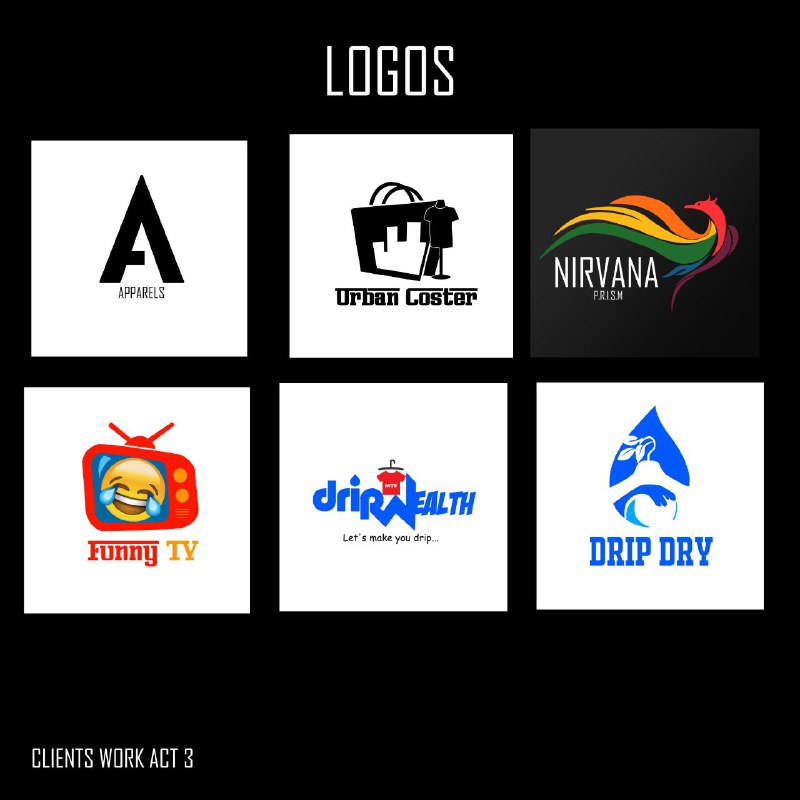 LOGOS
A
APPARELS
Urban Coster
NIRVANA
P.R.I.S.M
Funny TV
dripWEALTH
Let's make you drip...
DRIP DRY
CLIENTS WORK ACT 3